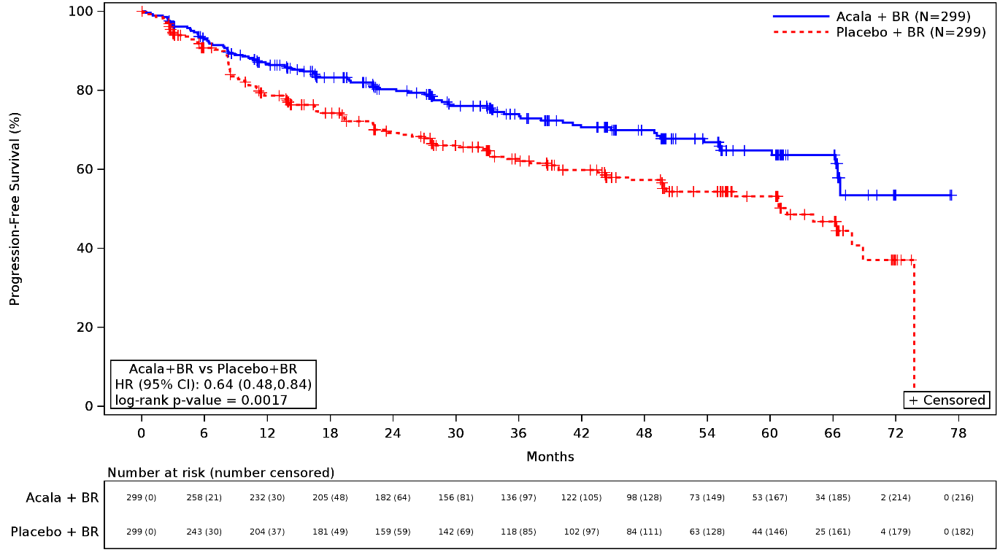 100
80
60
40
20
0
Progression-Free Survival (%)
Acala + BR (N=299)
Placebo + BR (N=299)
Acala+BR vs Placebo+BR
HR (95% CI): 0.64 (0.48,0.84)
log-rank p-value = 0.0017
+ Censored
0 6 12 18 24 30 36 42 48 54 60 66 72 78
Months
Number at risk (number censored)
Acala + BR 299 (0) 258 (21) 232 (30) 205 (48) 182 (64) 156 (81) 136 (97) 122 (105) 98 (128) 73 (149) 53 (167) 34 (185) 2 (214) 0 (216)
Placebo + BR 299 (0) 243 (30) 204 (37) 181 (49) 159 (59) 142 (69) 118 (85) 102 (97) 84 (111) 63 (128) 44 (146) 25 (161) 4 (179) 0 (182)